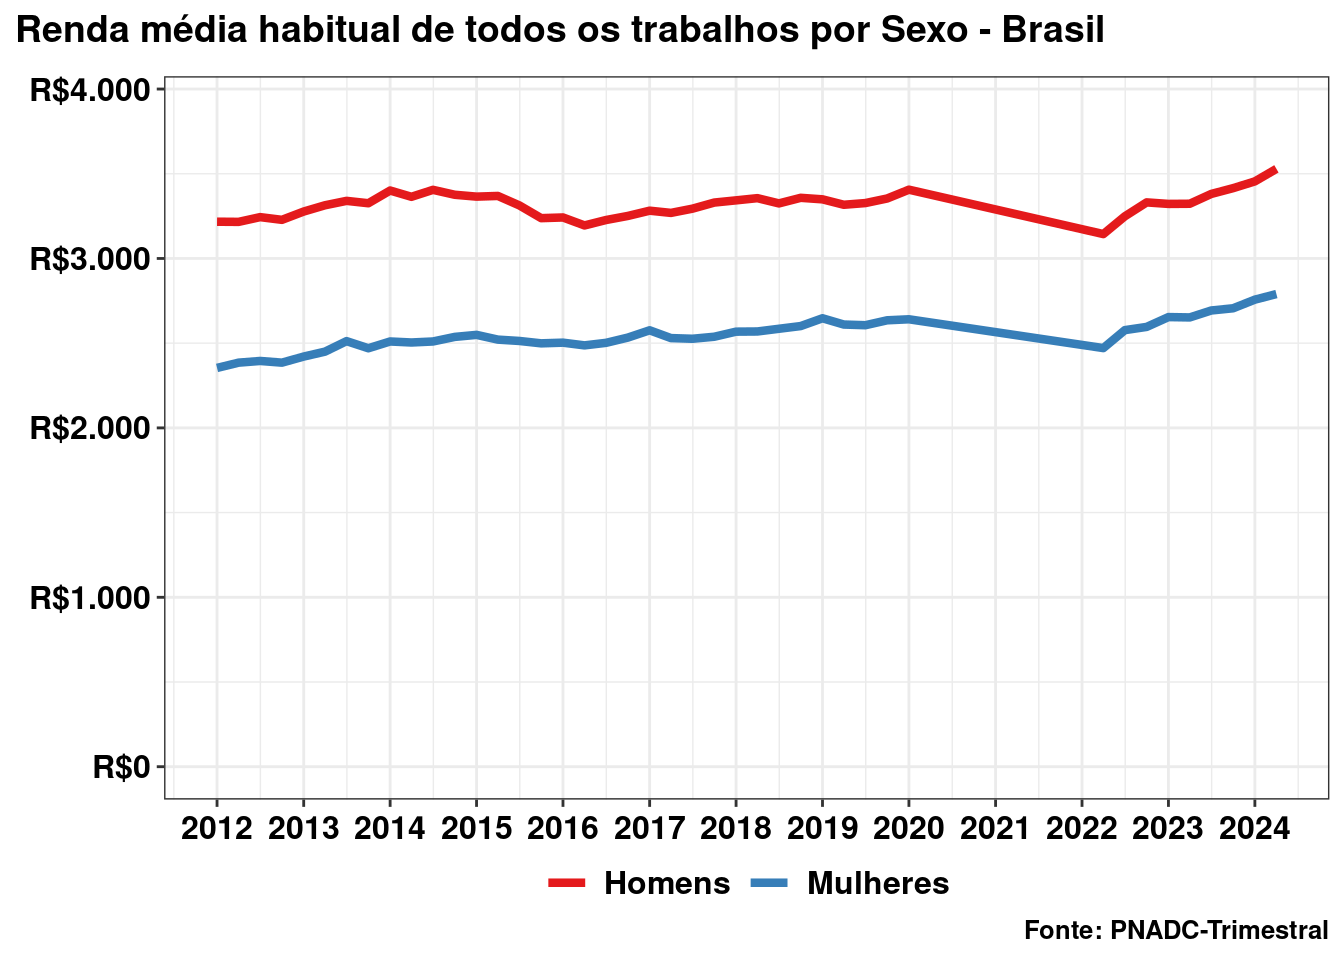 Renda média habitual de todos os trabalhos por Sexo - Brasil
R$4.000
R$3.000
R$2.000
R$1.000
R$0
2012 2013 2014 2015 2016 2017 2018 2019 2020 2021 2022 2023 2024
Homens Mulheres
Fonte: PNADC-Trimestral